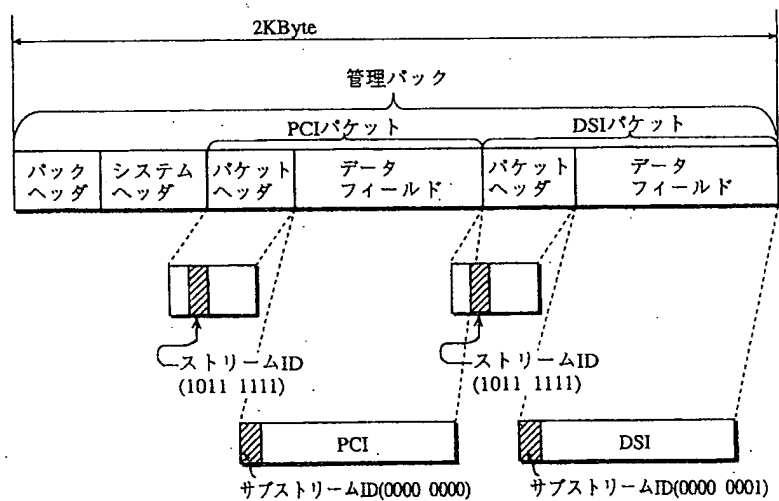 2KByte
管理パック
PCIパケット
DSIパケット
パック
ヘッダ
システム
ヘッダ
パケット
ヘッダ
データ
フィールド
パケット
ヘッダ
データ
フィールド
ストリームID
(1011 1111)
ストリームID
(1011 1111)
PCI
DSI
サブストリームID(0000 0000)
サブストリームID(0000 0001)